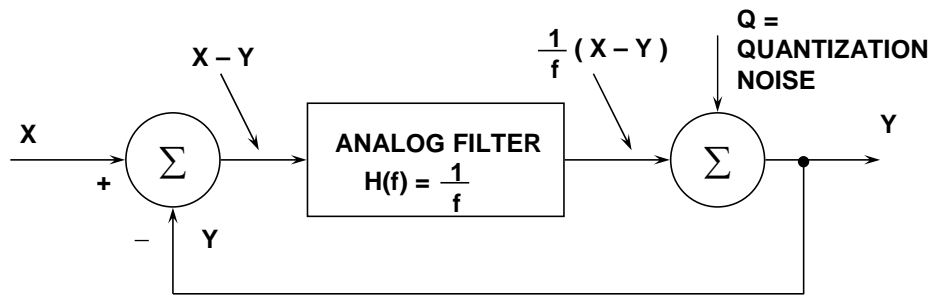 Q =
QUANTIZATION
NOISE
X – Y
1/f ( X – Y )
X
Y
Σ
ANALOG FILTER
H(f) = 1/f
Σ
+
–
Y